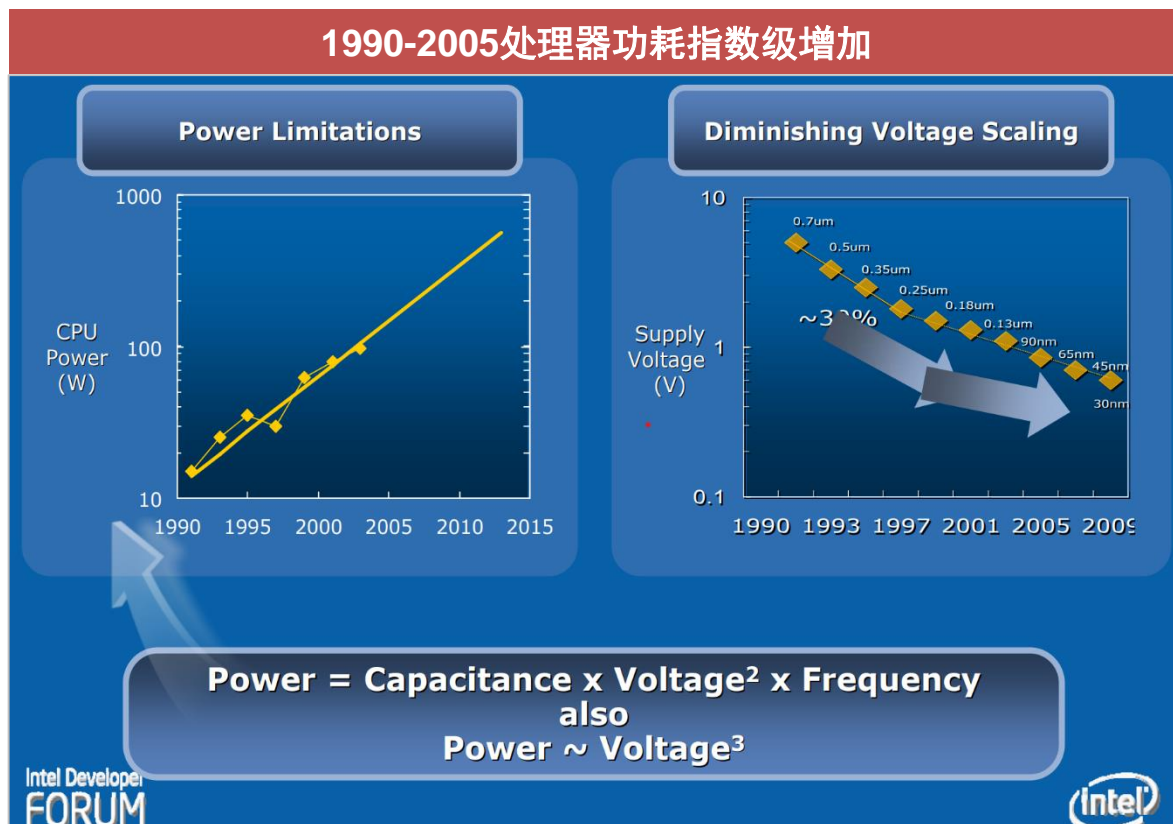 1990-2005处理器功耗指数级增加
Power Limitations
Diminishing Voltage Scaling
1000
100
10
CPU
Power
(W)
1990 1995 2000 2005 2010 2015
10
1
0.1
Supply
Voltage
(V)
0.7um
0.5um
0.35um
0.25um
0.18um
0.13um
90nm
65nm
45nm
30nm
1990 1993 1997 2001 2005 2009
Power = Capacitance x Voltage² x Frequency
also
Power ~ Voltage³
Intel Developer
FORUM
intel